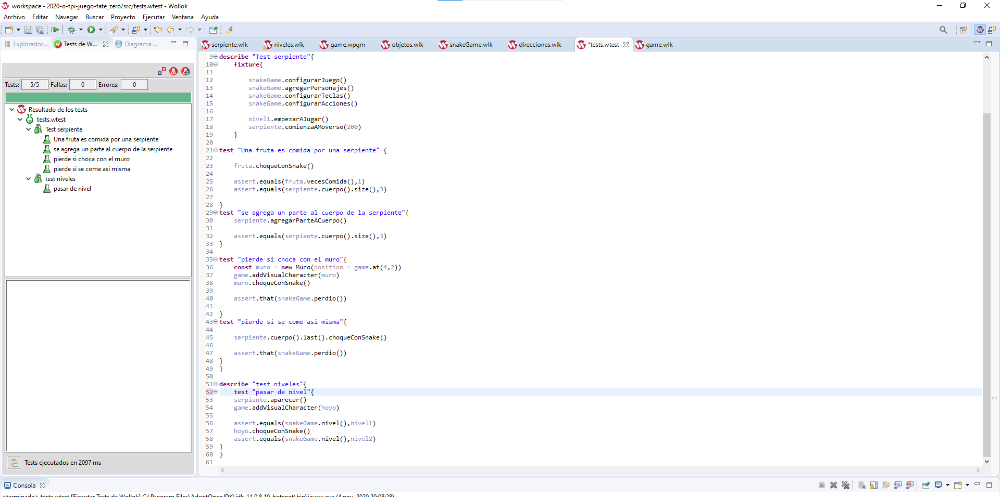 workspace - 2020-o-tpi-juego-fate_zero/src/tests.wtest - Wollok
Archivo Editar Navegar Buscar Proyecto Ejecutar Ventana Ayuda
Explorador... Tests de W... Diagrama ...
Tests: 5/5 Fallas: 0 Errores: 0
Resultado de los tests
tests.wtest
Test serpiente
Una fruta es comida por una serpiente
se agrega un parte al cuerpo de la serpiente
pierde si choca con el muro
pierde si se come asi misma
test niveles
pasar de nivel
Tests ejecutados en 2097 ms
serpiente.wlk niveles.wlk game.wpgm objetos.wlk snakeGame.wlk direcciones.wlk *tests.wtest game.wlk
9 describe "Test serpiente"{
10 fixture{
11
12 snakeGame.configurarJuego()
13 snakeGame.agregarPersonajes()
14 snakeGame.configurarTeclas()
15 snakeGame.configurarAcciones()
16
17 nivel1.empezarAJugar()
18 serpiente.comienzaAMoverse(200)
19 }
20
21 test "Una fruta es comida por una serpiente" {
22
23 fruta.choqueConSnake()
24
25 assert.equals(fruta.vecesComida(),1)
26 assert.equals(serpiente.cuerpo().size(),3)
27
28 }
29 test "se agrega un parte al cuerpo de la serpiente"{
30 serpiente.agregarParteACuerpo()
31
32 assert.equals(serpiente.cuerpo().size(),3)
33 }
34
35 test "pierde si choca con el muro"{
36 const muro = new Muro(position = game.at(4,2))
37 game.addVisualCharacter(muro)
38 muro.choqueConSnake()
39
40 assert.that(snakeGame.perdio())
41
42 }
43 test "pierde si se come asi misma"{
44
45 serpiente.cuerpo().last().choqueConSnake()
46
47 assert.that(snakeGame.perdio())
48 }
49 }
50
51 describe "test niveles"{
52 test "pasar de nivel"{
53 serpiente.aparecer()
54 game.addVisualCharacter(hoyo)
55
56 assert.equals(snakeGame.nivel(),nivel1)
57 hoyo.choqueConSnake()
58 assert.equals(snakeGame.nivel(),nivel2)
59 }
60 }
61
Consola
<terminado> tests.wtest [Ejecutar Tests de Wollok] C:\Program Files\AdoptOpenJDK\jdk-11.0.8.10-hotspot\bin\javaw.exe (4 nov. 2020 20:08:28)